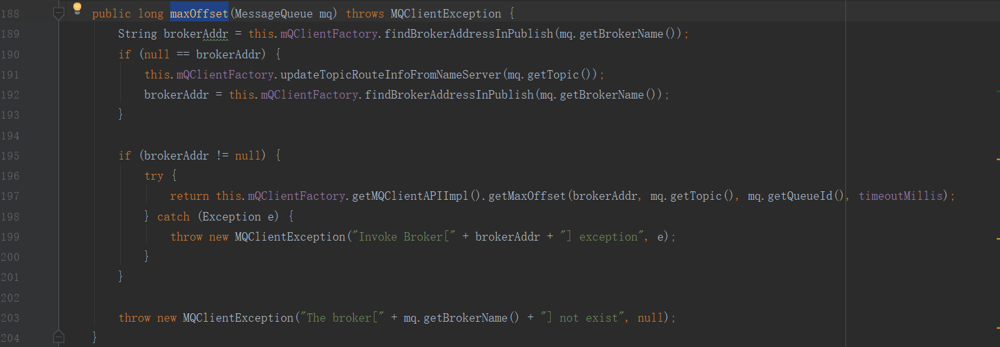 188 public long maxOffset(MessageQueue mq) throws MQClientException {
189 String brokerAddr = this.mQClientFactory.findBrokerAddressInPublish(mq.getBrokerName());
190 if (null == brokerAddr) {
191 this.mQClientFactory.updateTopicRouteInfoFromNameServer(mq.getTopic());
192 brokerAddr = this.mQClientFactory.findBrokerAddressInPublish(mq.getBrokerName());
193 }
194
195 if (brokerAddr != null) {
196 try {
197 return this.mQClientFactory.getMQClientAPIImpl().getMaxOffset(brokerAddr, mq.getTopic(), mq.getQueueId(), timeoutMillis);
198 } catch (Exception e) {
199 throw new MQClientException("Invoke Broker[" + brokerAddr + "] exception", e);
200 }
201 }
202
203 throw new MQClientException("The broker[" + mq.getBrokerName() + "] not exist", null);
204 }